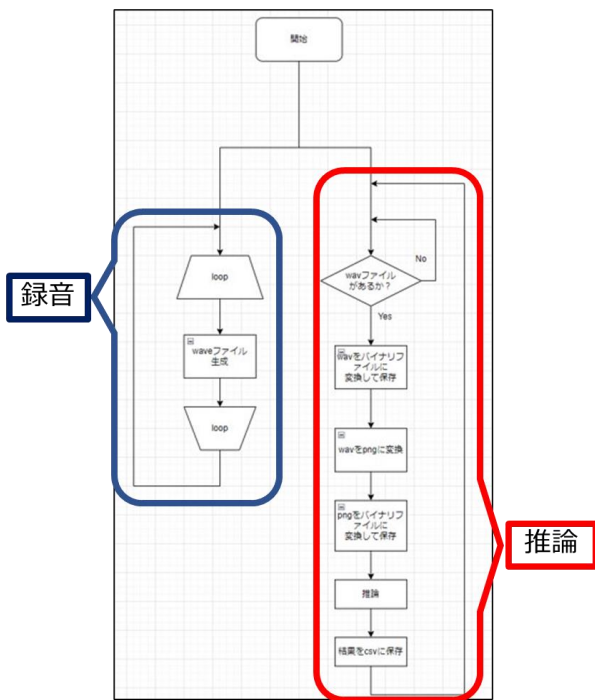 開始
録音
loop
waveファイル
生成
loop
No
wavファイル
があるか？
Yes
wavをバイナリフ
ァイルに
変換して保存
wavをpngに変換
pngをバイナリフ
ァイルに
変換して保存
推論
結果をcsvに保存
推論